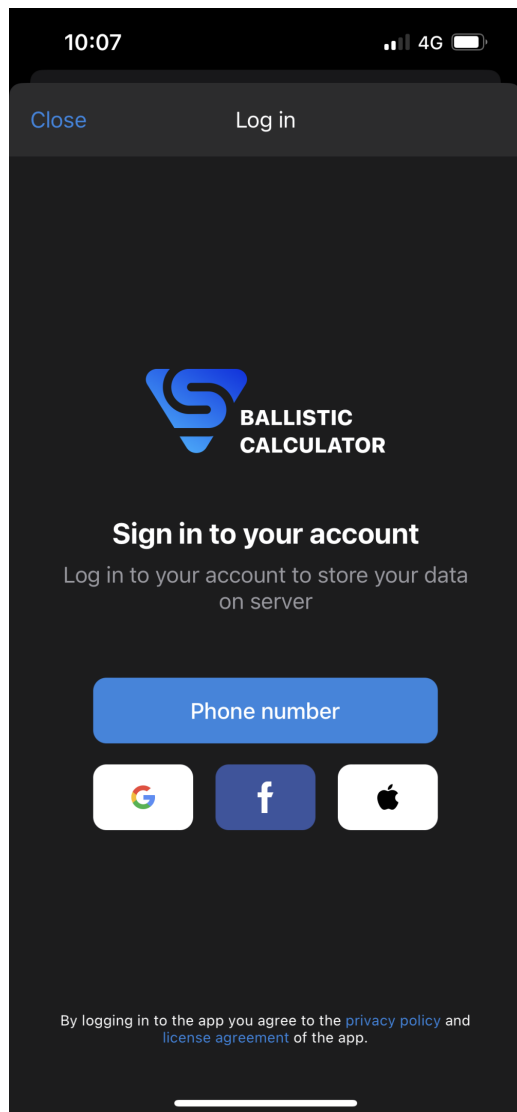 10:07 4G
Close Log in
BALLISTIC
CALCULATOR
Sign in to your account
Log in to your account to store your data
on server
Phone number
G f
By logging in to the app you agree to the privacy policy and
license agreement of the app.